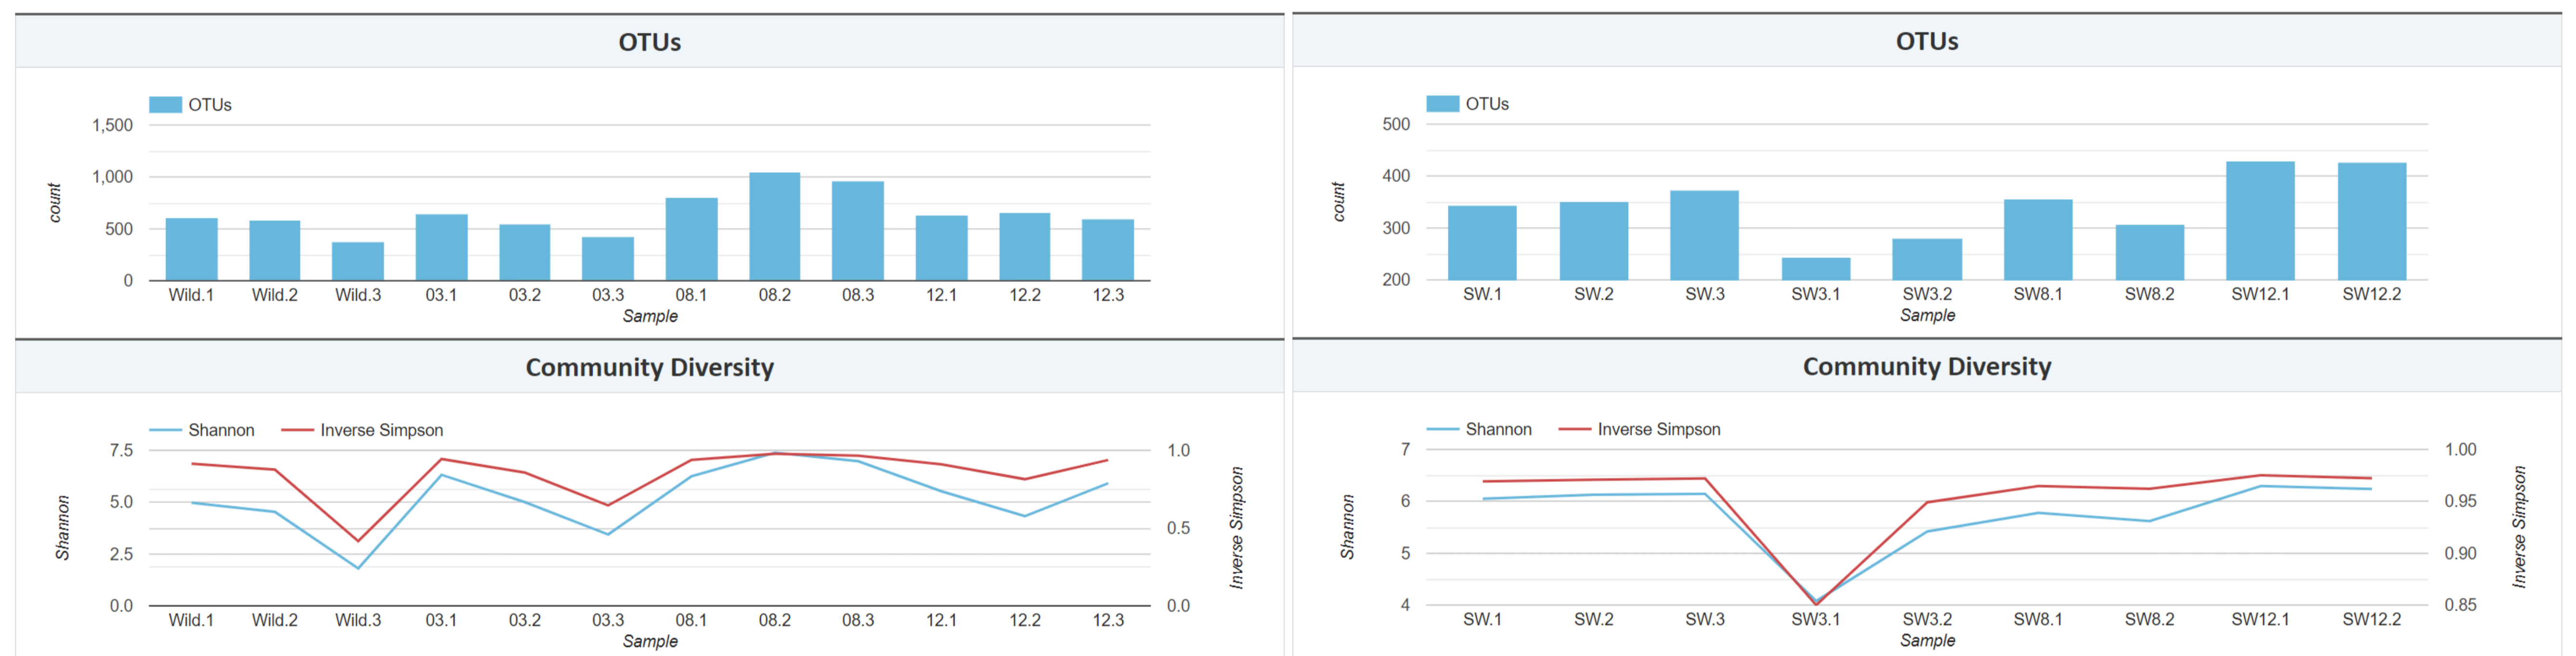 OTUs
OTUs
1,500
1,000
500
0
count
Wild.1 Wild.2 Wild.3 03.1 03.2 03.3 08.1 08.2 08.3 12.1 12.2 12.3
Sample
Community Diversity
Shannon Inverse Simpson
7.5
5.0
2.5
0.0
Shannon
1.0
0.5
0.0
Inverse Simpson
Wild.1 Wild.2 Wild.3 03.1 03.2 03.3 08.1 08.2 08.3 12.1 12.2 12.3
Sample
OTUs
OTUs
500
400
300
200
count
SW.1 SW.2 SW.3 SW3.1 SW3.2 SW8.1 SW8.2 SW12.1 SW12.2
Sample
Community Diversity
Shannon Inverse Simpson
7
6
5
4
Shannon
1.00
0.95
0.90
0.85
Inverse Simpson
SW.1 SW.2 SW.3 SW3.1 SW3.2 SW8.1 SW8.2 SW12.1 SW12.2
Sample